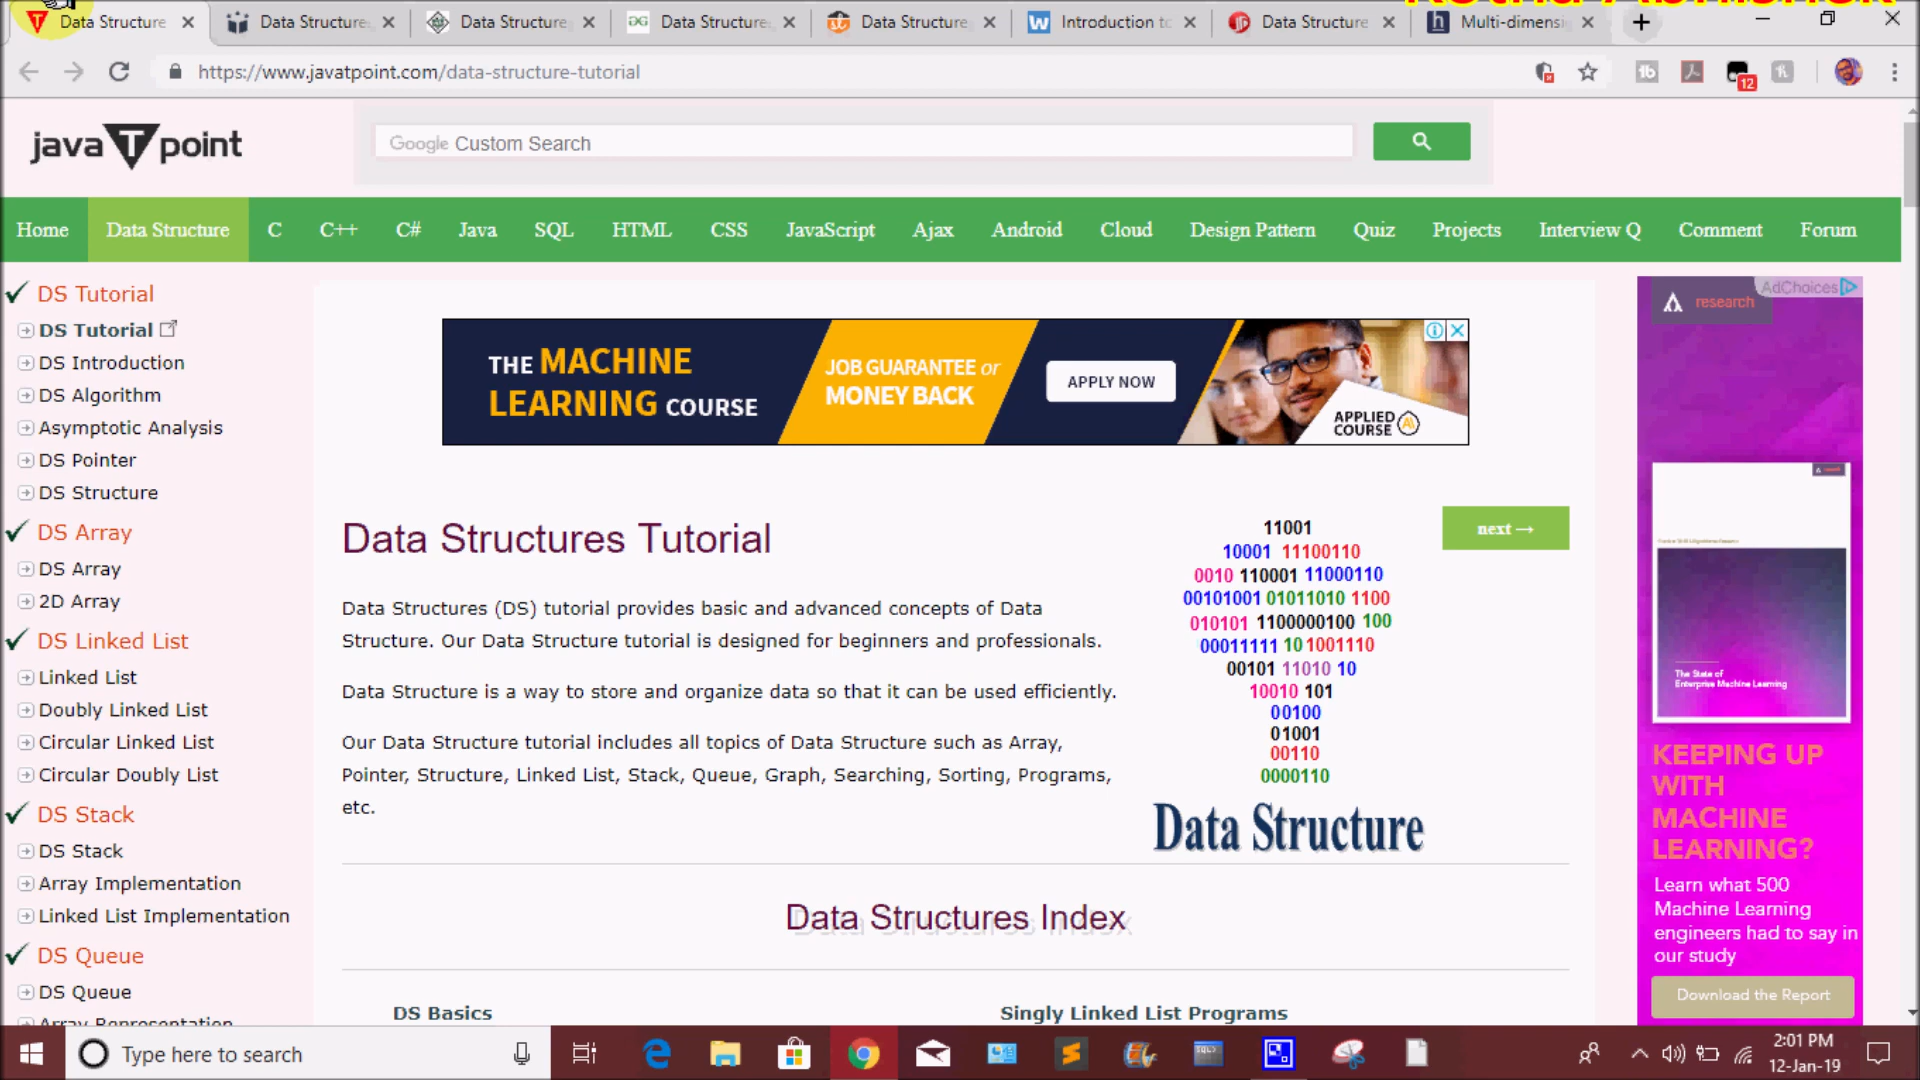 Data Structure
Data Structure
Data Structure
Data Structure
Data Structure
Introduction to
Data Structure
Multi-dimensi
https://www.javatpoint.com/data-structure-tutorial
12
javaTpoint
Google Custom Search
Home
Data Structure
C
C++
C#
Java
SQL
HTML
CSS
JavaScript
Ajax
Android
Cloud
Design Pattern
Quiz
Projects
Interview Q
Comment
Forum
DS Tutorial
DS Tutorial
DS Introduction
DS Algorithm
Asymptotic Analysis
DS Pointer
DS Structure
DS Array
DS Array
2D Array
DS Linked List
Linked List
Doubly Linked List
Circular Linked List
Circular Doubly List
DS Stack
DS Stack
Array Implementation
Linked List Implementation
DS Queue
DS Queue
Array Representation
THE MACHINE
LEARNING COURSE
JOB GUARANTEE or
MONEY BACK
APPLY NOW
APPLIED
COURSE
Data Structures Tutorial
next →
Data Structures (DS) tutorial provides basic and advanced concepts of Data
Structure. Our Data Structure tutorial is designed for beginners and professionals.
Data Structure is a way to store and organize data so that it can be used efficiently.
Our Data Structure tutorial includes all topics of Data Structure such as Array,
Pointer, Structure, Linked List, Stack, Queue, Graph, Searching, Sorting, Programs,
etc.
11001
10001 11100110
0010 110001 11000110
00101001 01011010 1100
010101 1100000100 100
00011111 10 1001110
00101 11010 10
10010 101
00100
01001
00110
0000110
Data Structure
Data Structures Index
DS Basics
Singly Linked List Programs
AdChoices
research
The State of
Enterprise Machine Learning
KEEPING UP
WITH
MACHINE
LEARNING?
Learn what 500
Machine Learning
engineers had to say in
our study
Download the Report
Type here to search
2:01 PM
12-Jan-19